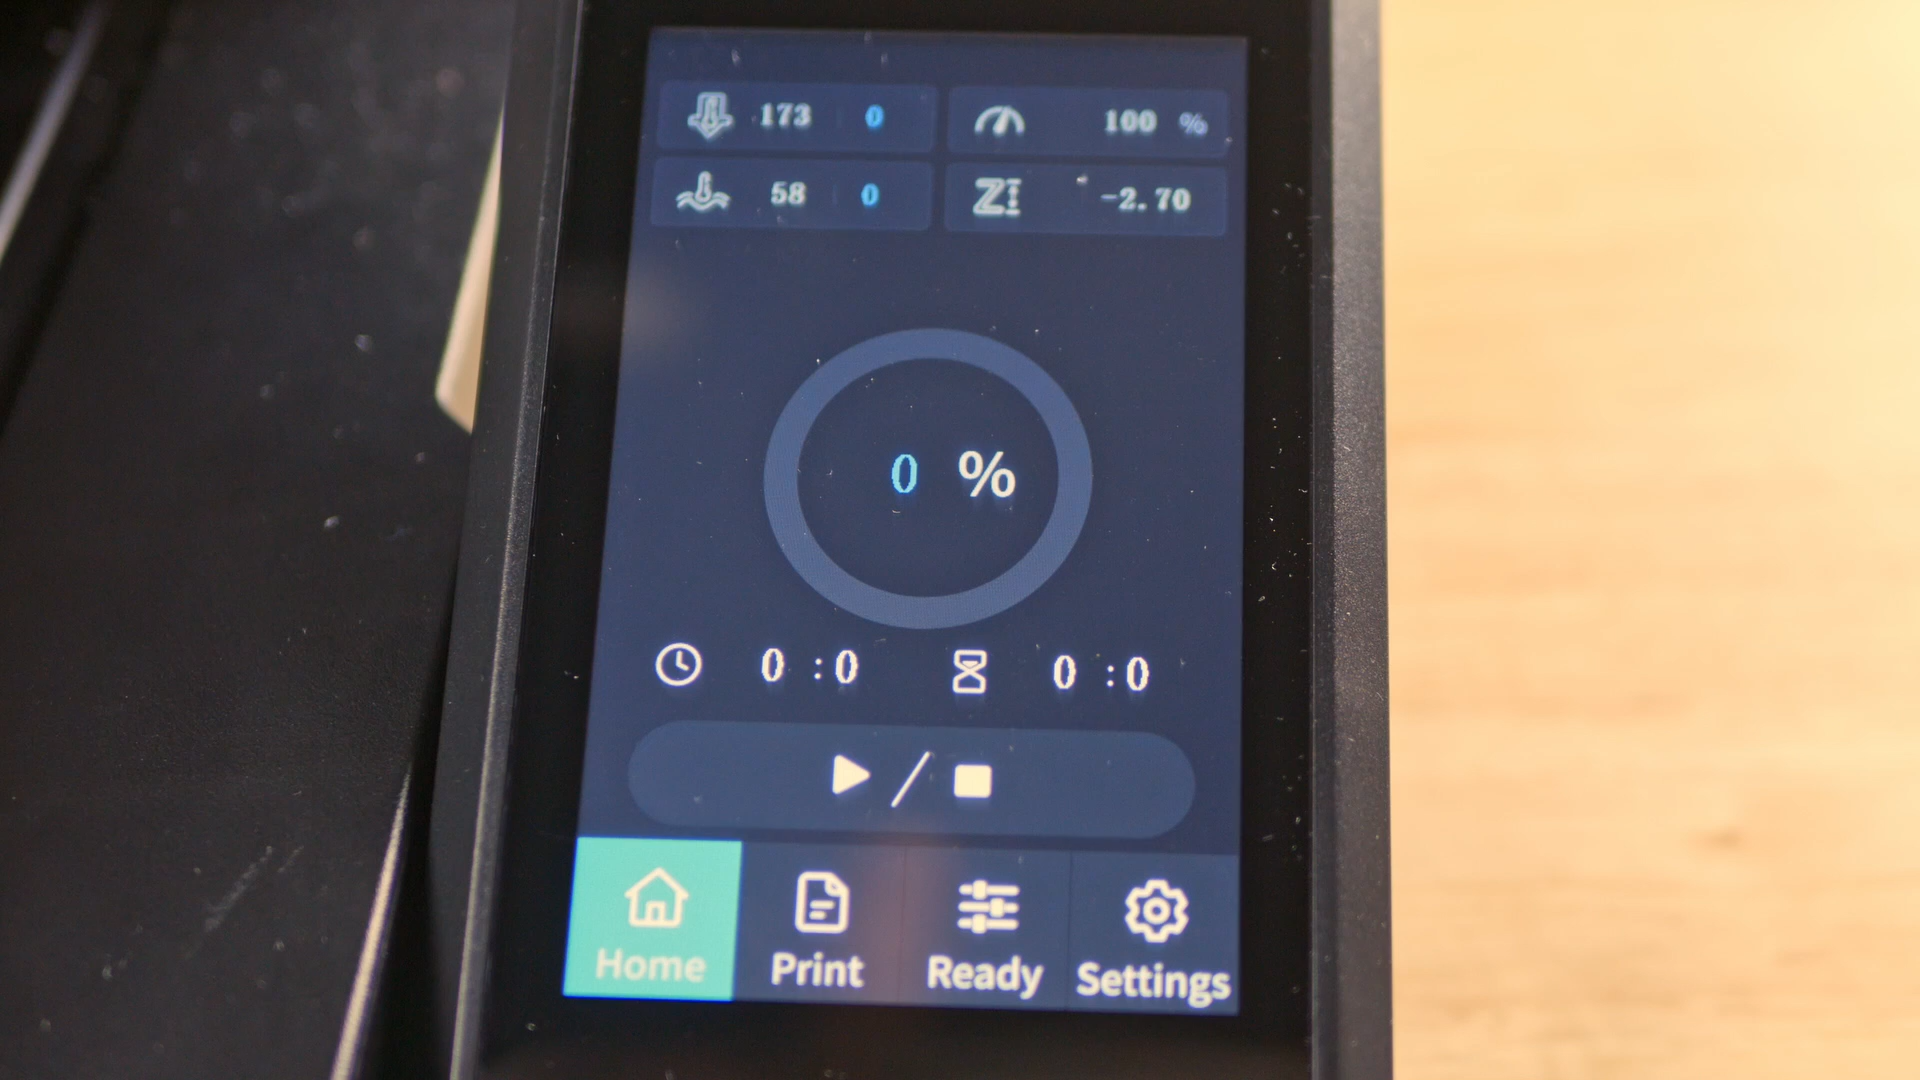 173 0 100 %
58 0 Z -2.70
0 %
0 :0 0 :0
Home Print Ready Settings